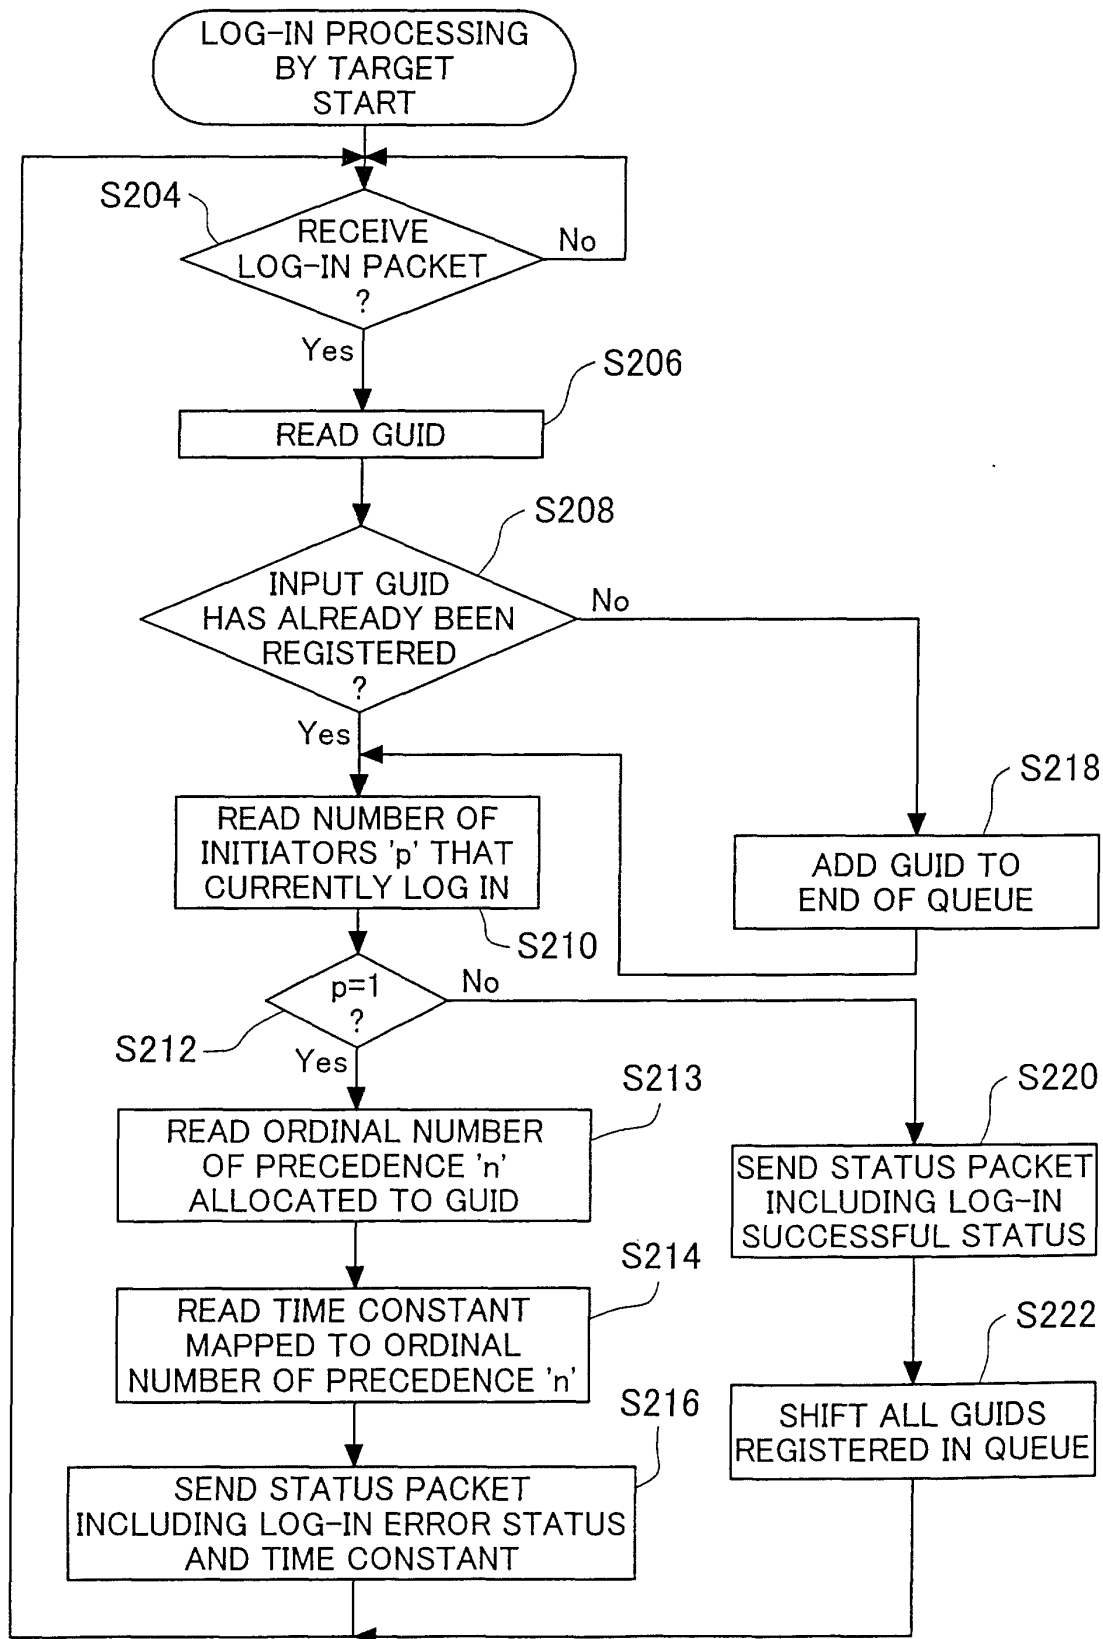 LOG-IN PROCESSING
BY TARGET
START
S204
RECEIVE
LOG-IN PACKET
?
No
Yes
S206
READ GUID
S208
INPUT GUID
HAS ALREADY BEEN
REGISTERED
?
No
Yes
S218
ADD GUID TO
END OF QUEUE
READ NUMBER OF
INITIATORS 'p' THAT
CURRENTLY LOG IN
S210
p=1
?
No
S212
Yes
S213
READ ORDINAL NUMBER
OF PRECEDENCE 'n'
ALLOCATED TO GUID
S220
SEND STATUS PACKET
INCLUDING LOG-IN
SUCCESSFUL STATUS
S214
READ TIME CONSTANT
MAPPED TO ORDINAL
NUMBER OF PRECEDENCE 'n'
S222
SHIFT ALL GUIDS
REGISTERED IN QUEUE
S216
SEND STATUS PACKET
INCLUDING LOG-IN ERROR STATUS
AND TIME CONSTANT